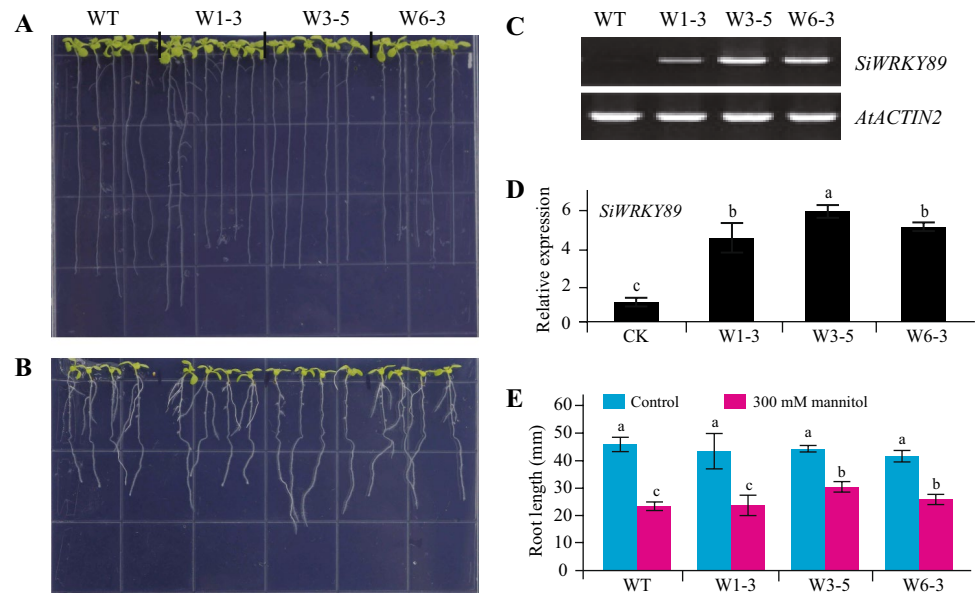 A
WT W1-3 W3-5 W6-3
B
C
WT W1-3 W3-5 W6-3
SiWRKY89
AtACTIN2
D
SiWRKY89
Relative expression
6
4
2
0
c b a b
CK W1-3 W3-5 W6-3
E
Control 300 mM mannitol
Root length (mm)
60
50
40
30
20
10
0
a c a c a b a b
WT W1-3 W3-5 W6-3